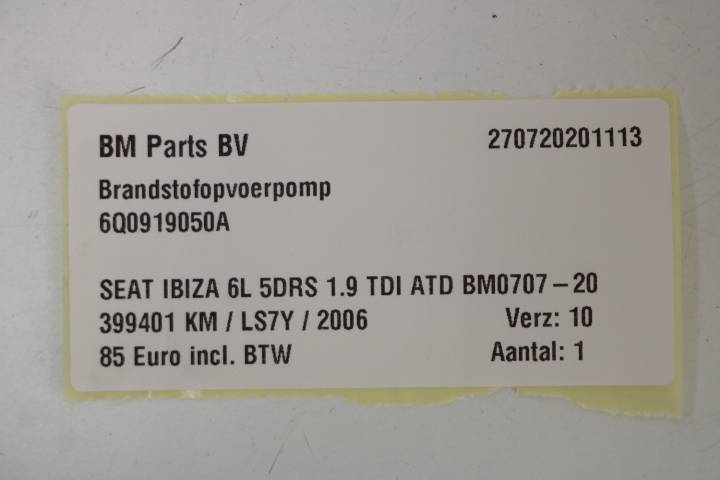 BM Parts BV 270720201113
Brandstofopvoerpomp
6Q0919050A
SEAT IBIZA 6L 5DRS 1.9 TDI ATD BM0707-20
399401 KM / LS7Y / 2006 Verz: 10
85 Euro incl. BTW Aantal: 1